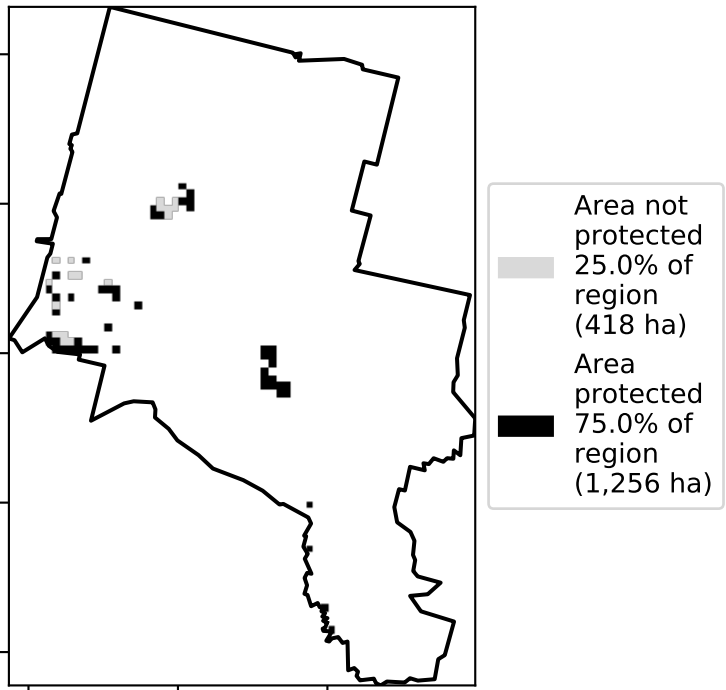 Area not
protected
25.0% of
region
(418 ha)
Area
protected
75.0% of
region
(1,256 ha)